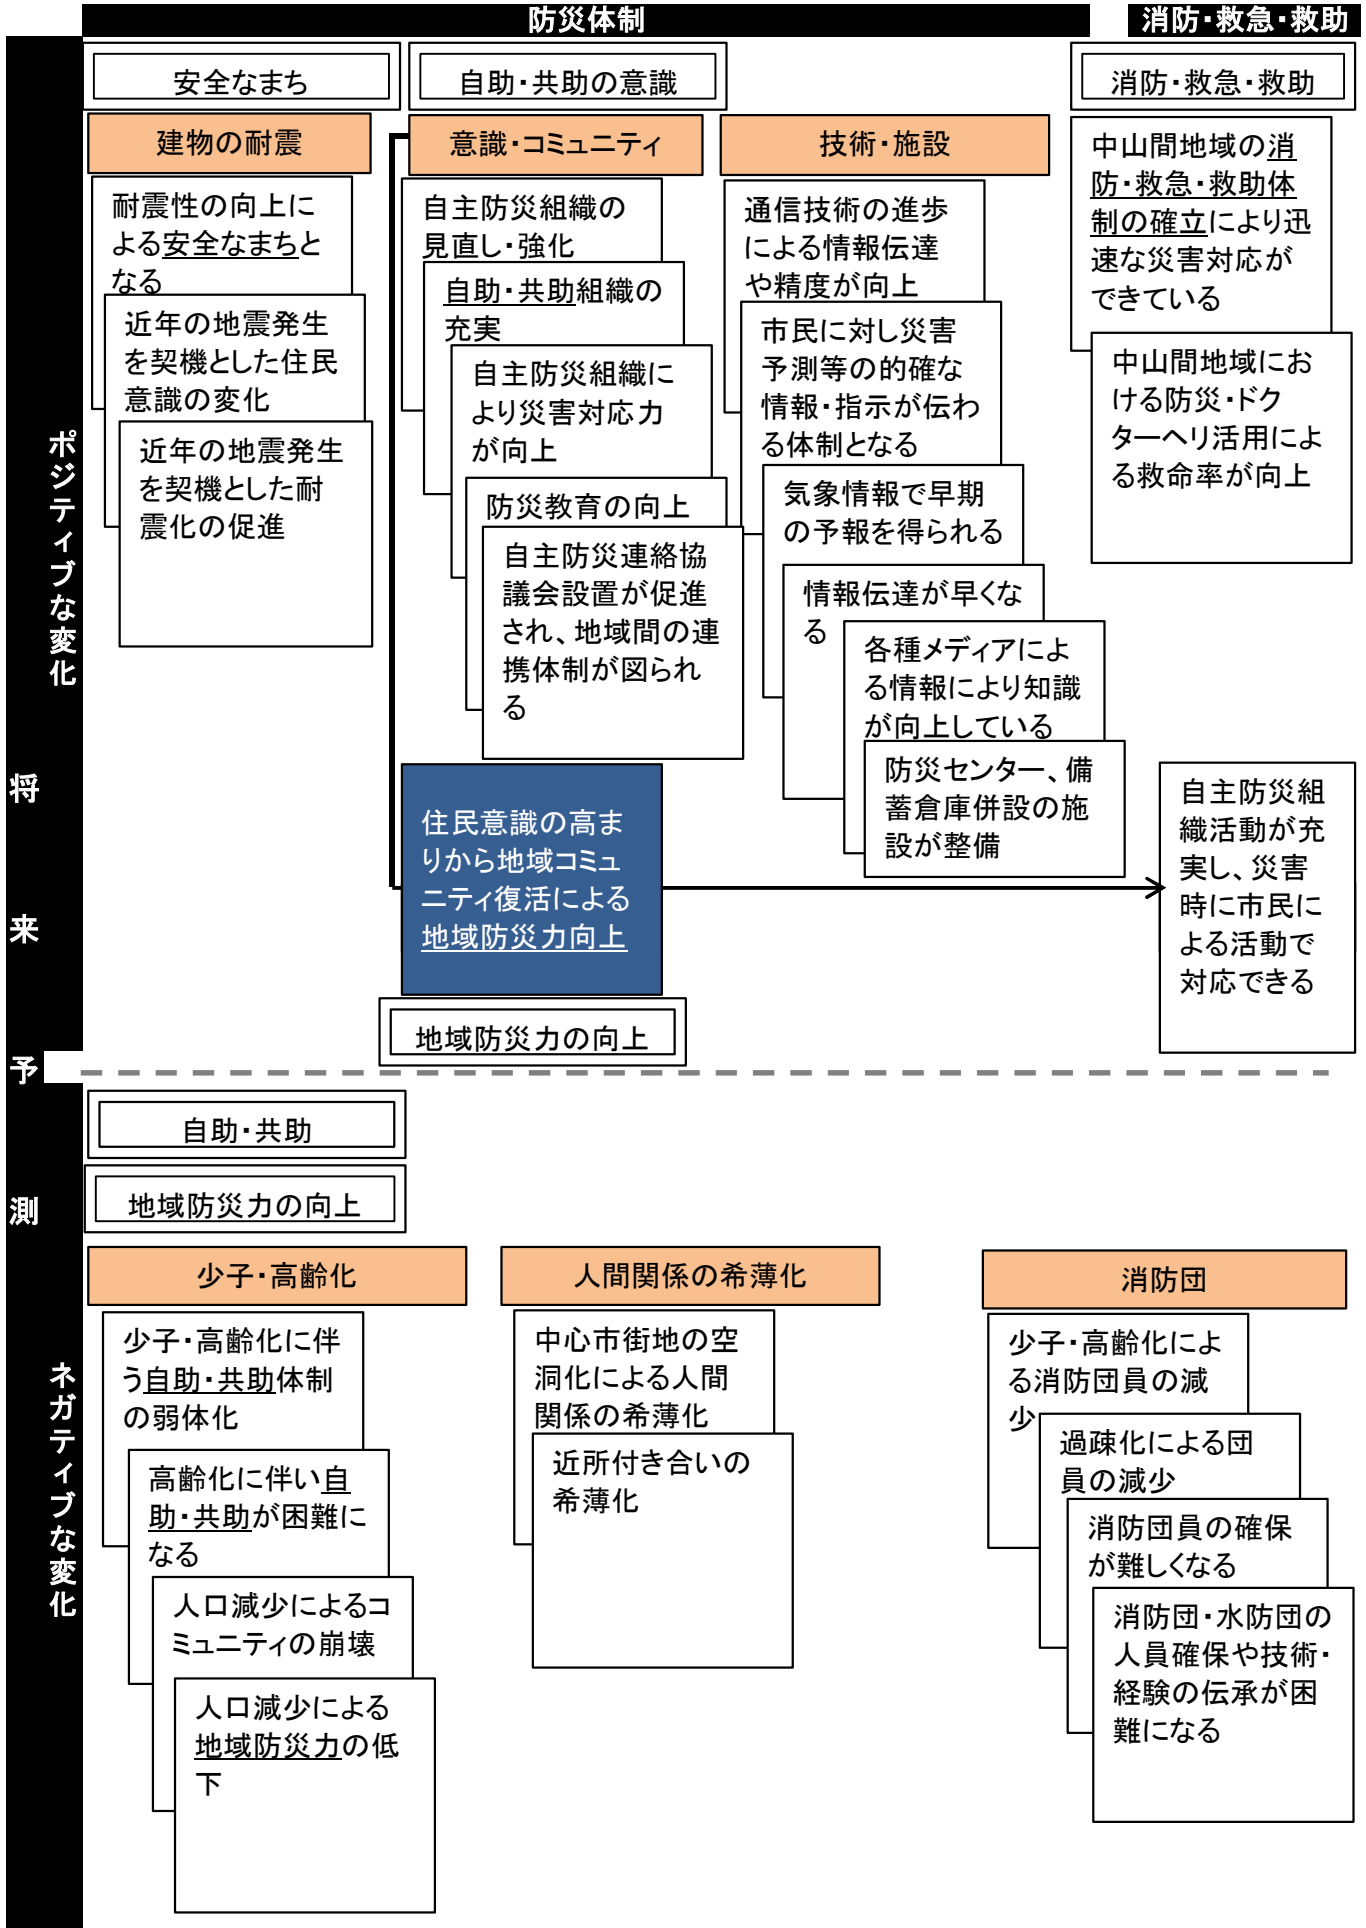 防災体制
消防・救急・救助
安全なまち
自助・共助の意識
消防・救急・救助
建物の耐震
耐震性の向上に
よる安全なまちと
なる
近年の地震発生
を契機とした住民
意識の変化
近年の地震発生
を契機とした耐
震化の促進
意識・コミュニティ
自主防災組織の
見直し・強化
自助・共助組織の
充実
自主防災組織に
より災害対応力
が向上
防災教育の向上
自主防災連絡協
議会設置が促進
され、地域間の連
携体制が図られ
る
技術・施設
通信技術の進歩
による情報伝達
や精度が向上
市民に対し災害
予測等の的確な
情報・指示が伝わ
る体制となる
気象情報で早期
の予報を得られる
情報伝達が早くな
る
各種メディアによ
る情報により知識
が向上している
防災センター、備
蓄倉庫併設の施
設が整備
中山間地域の消
防・救急・救助体
制の確立により迅
速な災害対応が
できている
中山間地域にお
ける防災・ドク
ターヘリ活用によ
る救命率が向上
住民意識の高ま
りから地域コミュ
ニティ復活による
地域防災力向上
自主防災組
織活動が充
実し、災害
時に市民に
よる活動で
対応できる
地域防災力の向上
ポジティブな変化
将来予測
自助・共助
地域防災力の向上
少子・高齢化
少子・高齢化に伴
う自助・共助体制
の弱体化
高齢化に伴い自
助・共助が困難に
なる
人口減少によるコ
ミュニティの崩壊
人口減少による
地域防災力の低
下
人間関係の希薄化
中心市街地の空
洞化による人間
関係の希薄化
近所付き合いの
希薄化
消防団
少子・高齢化によ
る消防団員の減
少
過疎化による団
員の減少
消防団員の確保
が難しくなる
消防団・水防団の
人員確保や技術・
経験の伝承が困
難になる
ネガティブな変化